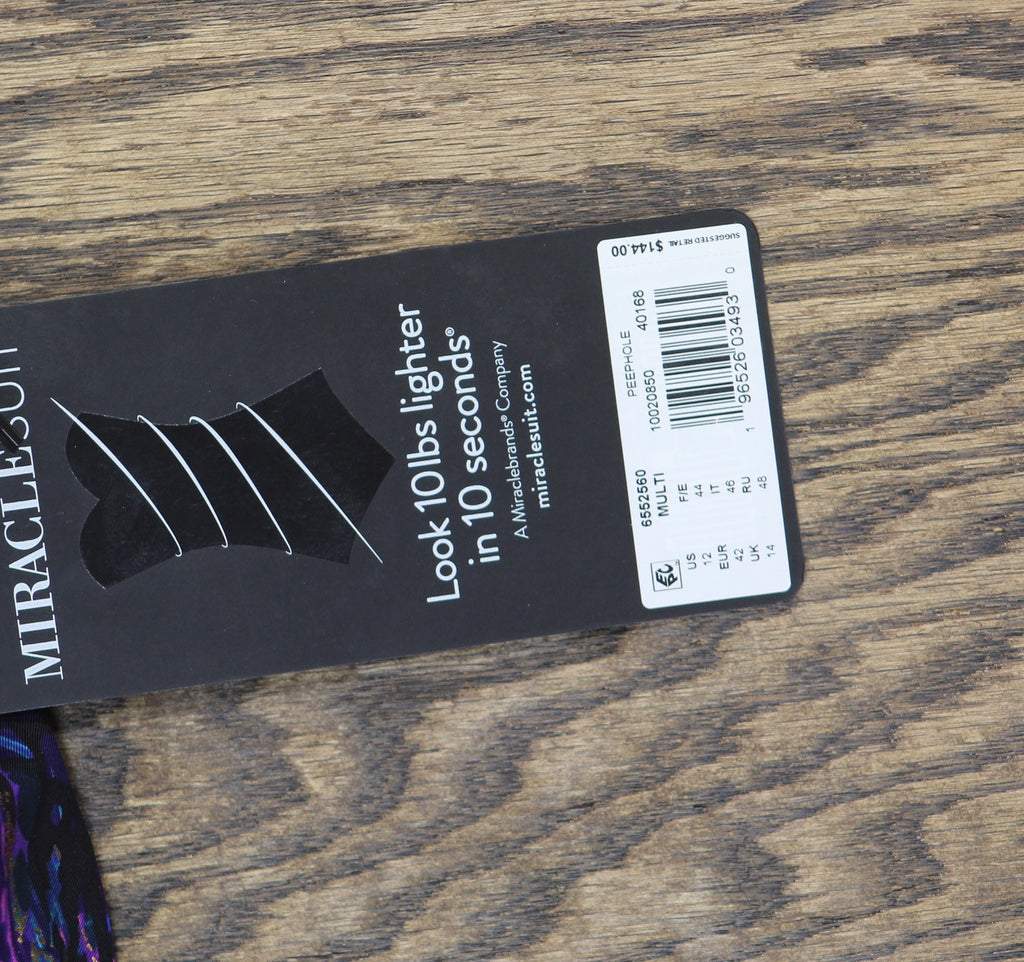 MIRACLESUIT
Look 10lbs lighter
in 10 seconds®
A Miraclebrands® Company
miraclesuit.com
6552560
MULTI
PEEPHOLE
10020850 40168
1 96526 03493 0
US F/E
12 44
EUR IT
42 46
UK RU
14 48
SUGGESTED RETAIL $144.00